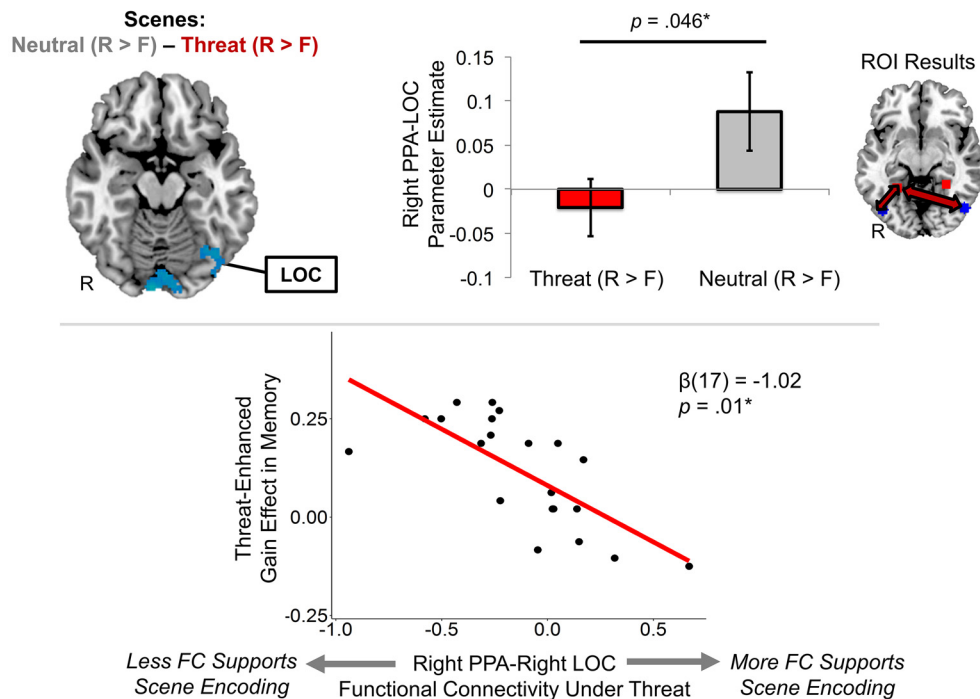 Scenes:
Neutral (R > F) – Threat (R > F)
R
LOC
p = .046*
Right PPA-LOC
Parameter Estimate
0.15
0.1
0.05
0
-0.05
-0.1
Threat (R > F)
Neutral (R > F)
ROI Results
R
Threat-Enhanced
Gain Effect in Memory
0.25
0.00
-0.25
-1.0
-0.5
0.0
0.5
β(17) = -1.02
p = .01*
Less FC Supports
Scene Encoding
Right PPA-Right LOC
Functional Connectivity Under Threat
More FC Supports
Scene Encoding